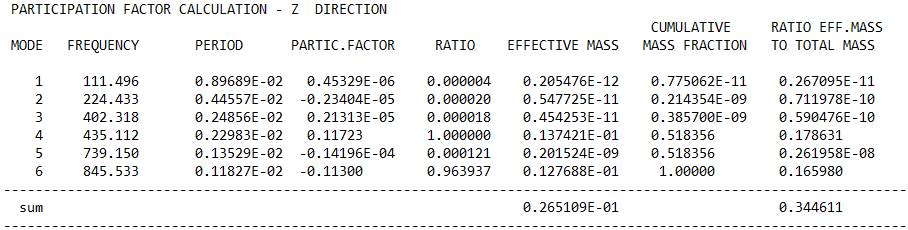 PARTICIPATION FACTOR CALCULATION - Z  DIRECTION
                                                                                CUMULATIVE     RATIO EFF.MASS
MODE   FREQUENCY       PERIOD      PARTIC.FACTOR     RATIO    EFFECTIVE MASS   MASS FRACTION   TO TOTAL MASS
1     111.496       0.89689E-02   0.45329E-06    0.000004    0.205476E-12    0.775062E-11    0.267095E-11
2     224.433       0.44557E-02  -0.23404E-05    0.000020    0.547725E-11    0.214354E-09    0.711978E-10
3     402.318       0.24856E-02   0.21313E-05    0.000018    0.454253E-11    0.385700E-09    0.590476E-10
4     435.112       0.22983E-02   0.11723        1.000000    0.137421E-01    0.518356        0.178631
5     739.150       0.13529E-02  -0.14196E-04    0.000121    0.201524E-09    0.518356        0.261958E-08
6     845.533       0.11827E-02  -0.11300        0.963937    0.127688E-01     1.00000        0.165980
-----------------------------------------------------------------------------------------------------------------
sum                                                          0.265109E-01                    0.344611
-----------------------------------------------------------------------------------------------------------------